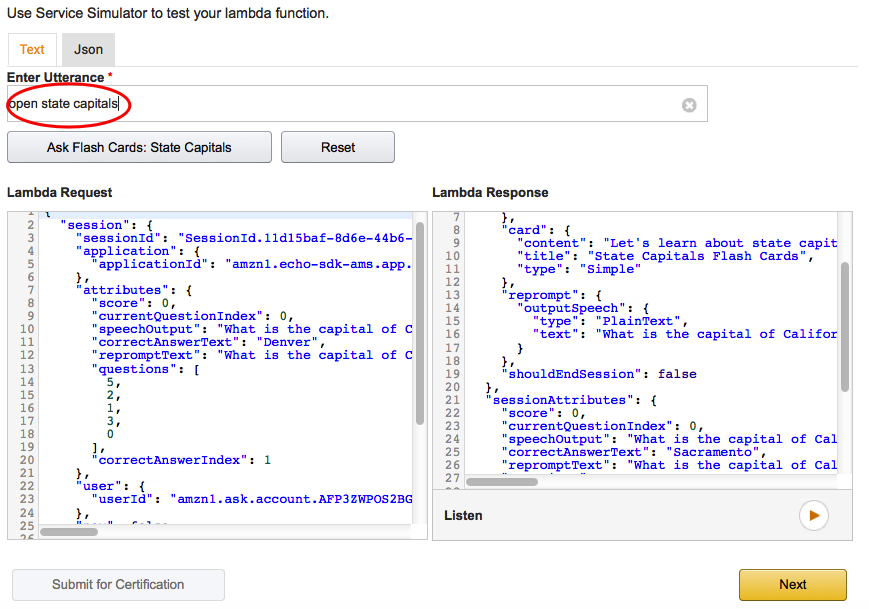 Use Service Simulator to test your lambda function.
Text
Json
Enter Utterance *
open state capitals
Ask Flash Cards: State Capitals
Reset
Lambda Request
Lambda Response
1 {
2 "session": {
3 "sessionId": "SessionId.11d15baf-8d6e-44b6-
4 "application": {
5 "applicationId": "amzn1.echo-sdk-ams.app.
6 },
7 "attributes": {
8 "score": 0,
9 "currentQuestionIndex": 0,
10 "speechOutput": "What is the capital of C
11 "correctAnswerText": "Denver",
12 "repromptText": "What is the capital of C
13 "questions": [
14 5,
15 2,
16 1,
17 3,
18 0
19 ],
20 "correctAnswerIndex": 1
21 },
22 "user": {
23 "userId": "amzn1.ask.account.AFP3ZWPOS2BG
24 },
25
26
7 },
8 "card": {
9 "content": "Let's learn about state capit
10 "title": "State Capitals Flash Cards",
11 "type": "Simple"
12 },
13 "reprompt": {
14 "outputSpeech": {
15 "type": "PlainText",
16 "text": "What is the capital of Califor
17 }
18 },
19 "shouldEndSession": false
20 },
21 "sessionAttributes": {
22 "score": 0,
23 "currentQuestionIndex": 0,
24 "speechOutput": "What is the capital of Cal
25 "correctAnswerText": "Sacramento",
26 "repromptText": "What is the capital of Cal
27
Listen
Submit for Certification
Next